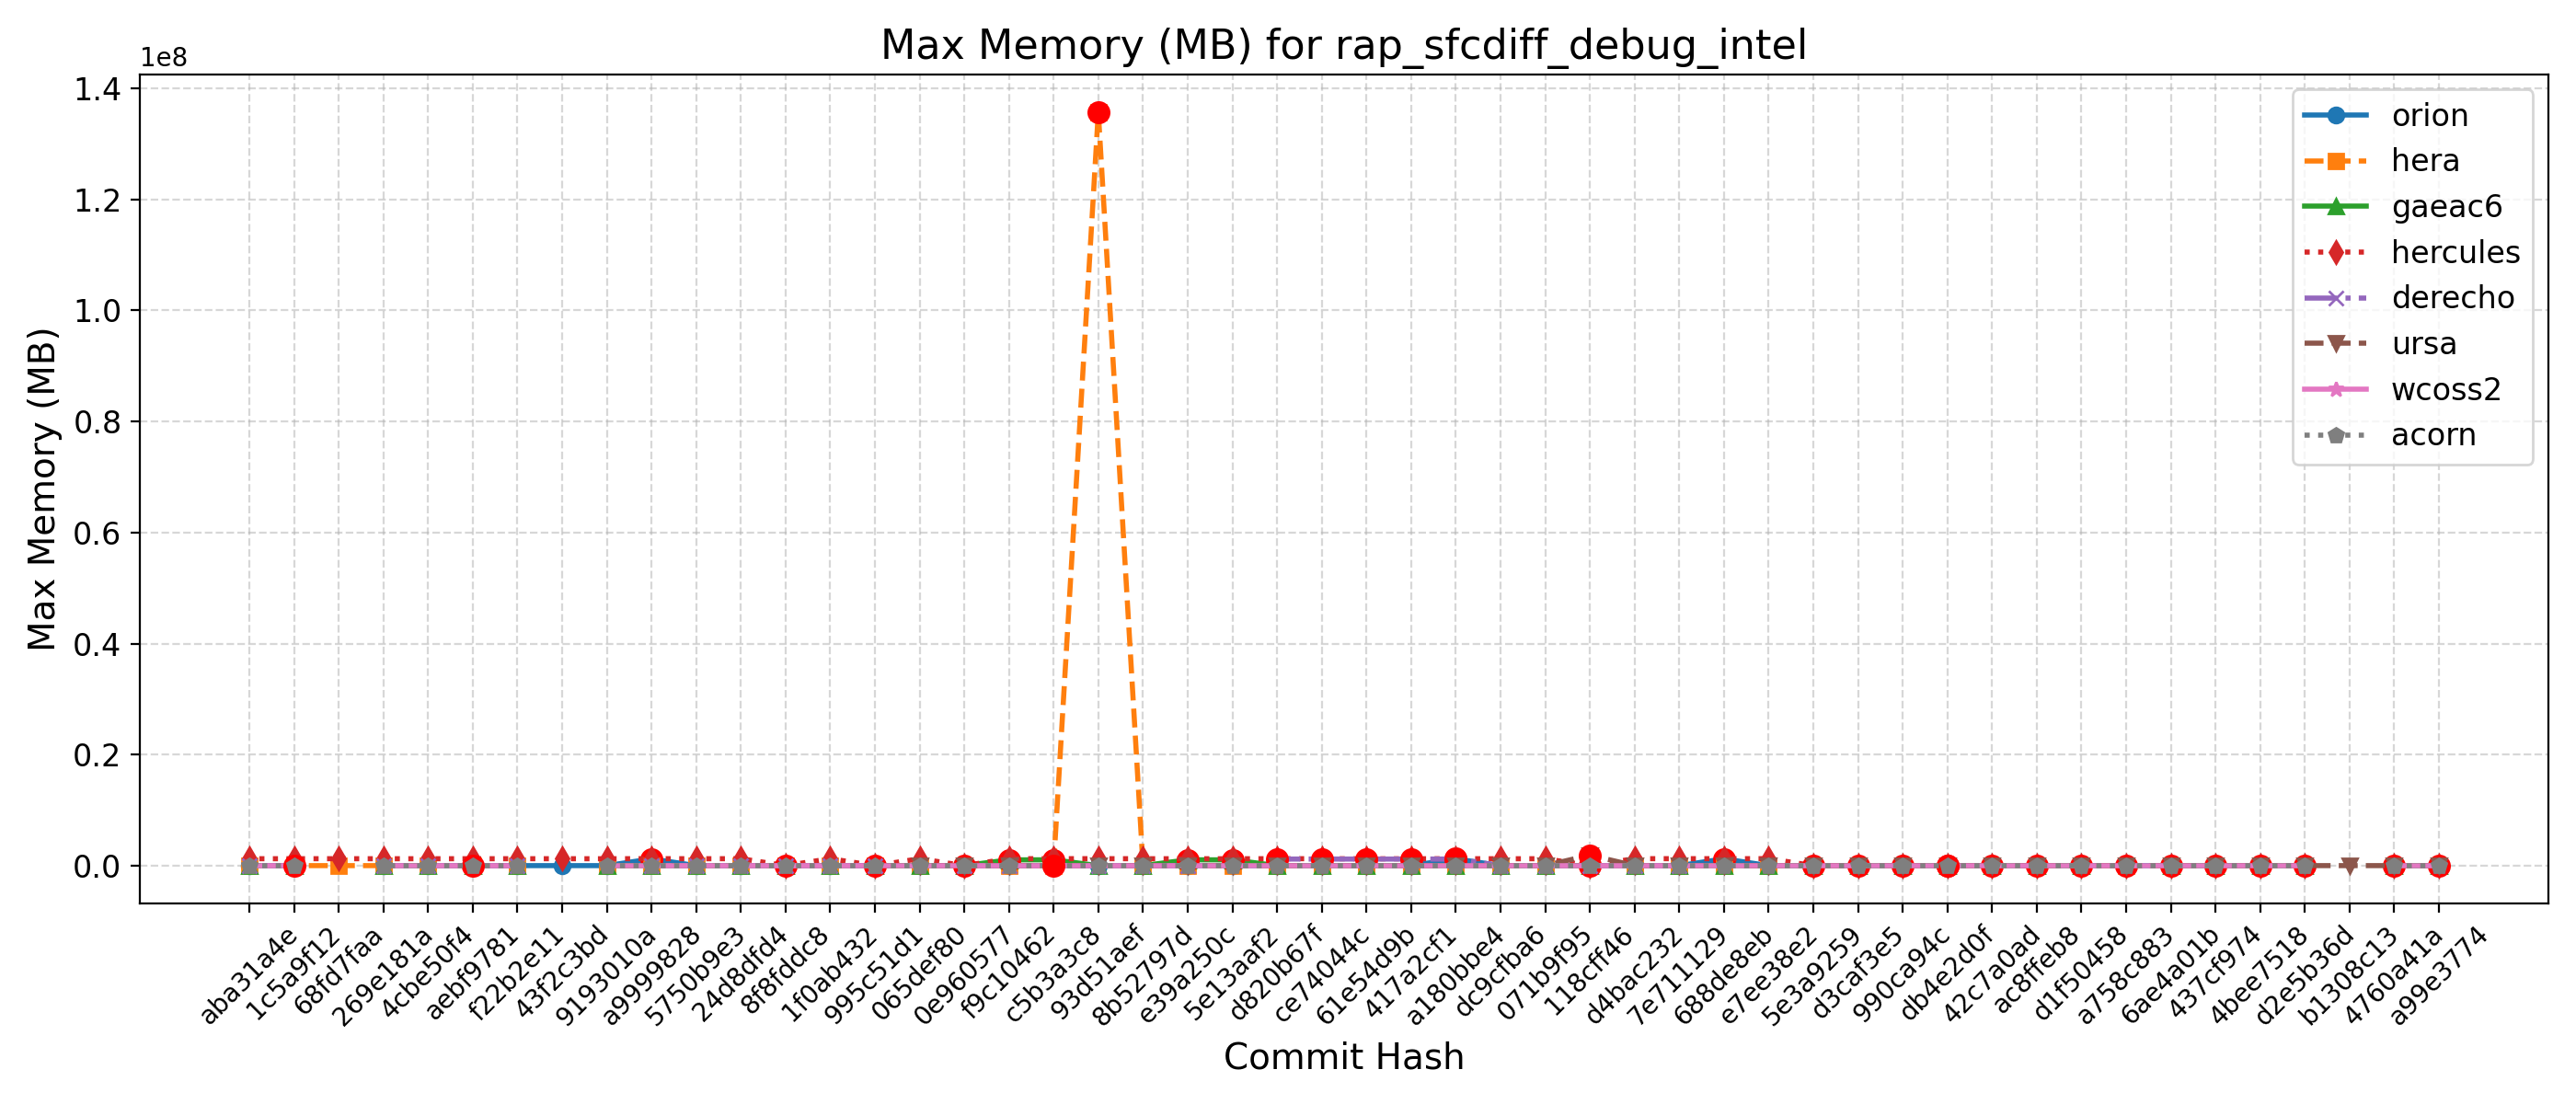 Max Memory (MB) for rap_sfcdiff_debug_intel
1e8
1.4
1.2
1.0
0.8
0.6
0.4
0.2
0.0
Max Memory (MB)
orion
hera
gaeac6
hercules
derecho
ursa
wcoss2
acorn
aba31a4e
1c5a9f12
68fd7faa
269e181a
4cbe50f4
aebf9781
f22b2e11
43f2c3bd
9193010a
a9999828
5750b9e3
24d8dfd4
8f8fddc8
1f0ab432
995c51d1
065def80
0e960577
f9c10462
c5b3a3c8
93d51aef
8b52797d
e39a250c
5e13aaf2
d820b67f
ce74044c
61e54d9b
417a2cf1
a180bbe4
dc9cfba6
071b9f95
118cff46
d4bac232
7e711129
688de8eb
e7ee38e2
5e3a9259
d3caf3e5
990ca94c
db4e2d0f
42c7a0ad
ac8ffeb8
d1f50458
a758c883
6ae4a01b
437cf974
4bee7518
d2e5b36d
b1308c13
4760a41a
a99e3774
Commit Hash